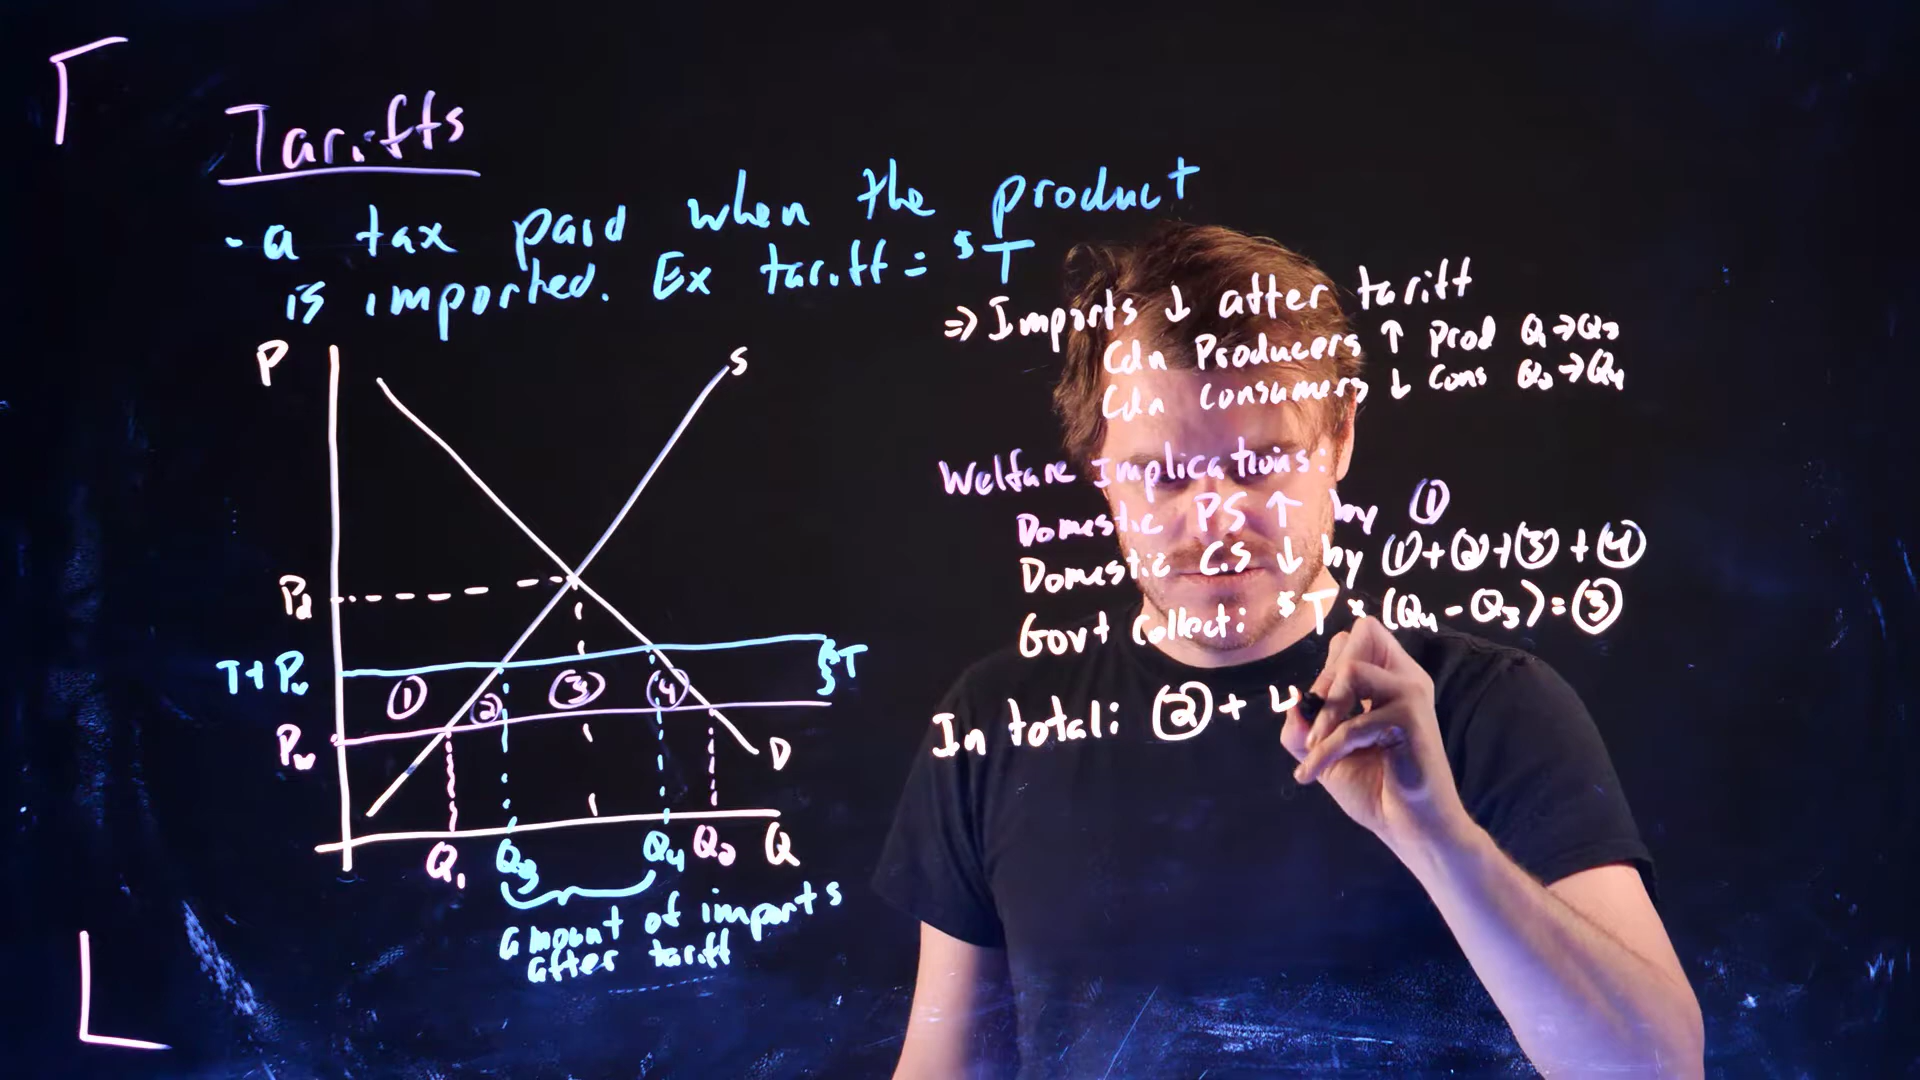 Tariffs
- a tax paid when the product
is imported. Ex tariff = $T
⇒ Imports ↓ after tariff
Cdn Producers ↑ Prod Q1→Q3
Cdn Consumers ↓ Cons Q2→Q4
Welfare Implications:
Domestic PS ↑ by ①
Domestic C.S ↓ by ①+②+③+④
Gov't Collect: $T × (Q4 - Q3) = ③
In total: ② + 4
P
S
Pd
T+Pw
① ② ③ ④
}T
Pw
D
Q1 Q3 Q4 Q2 Q
amount of imports
after tariff